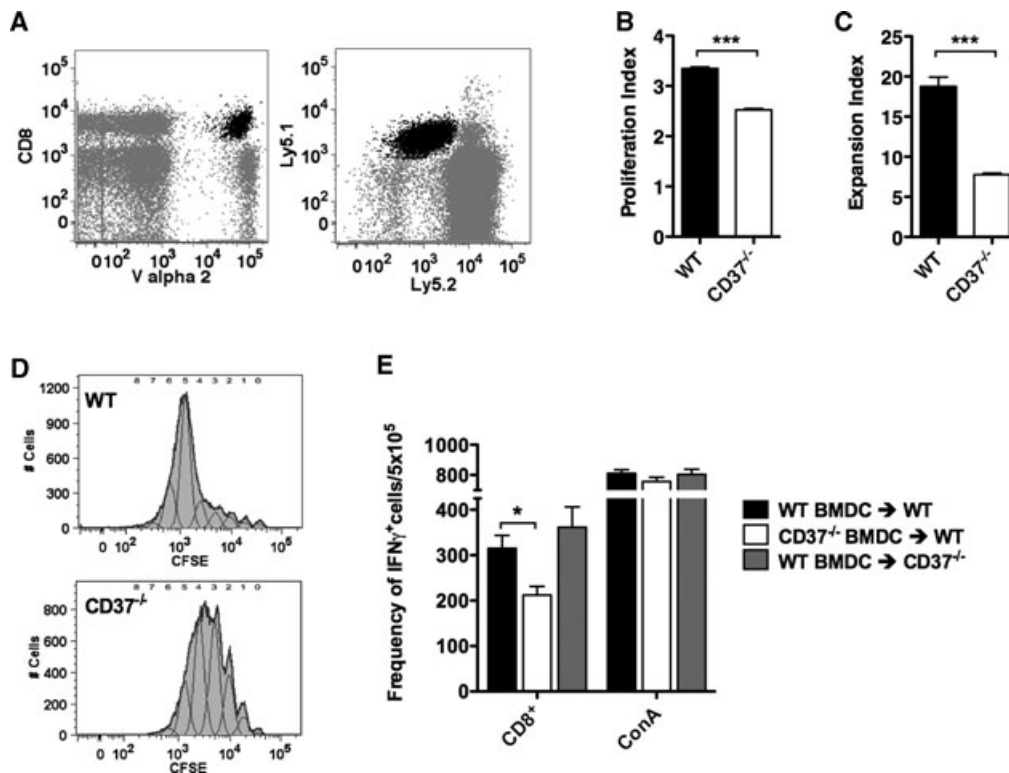 A
CD8
10⁵
10⁴
10³
10²
0
0 10² 10³ 10⁴ 10⁵
V alpha 2
Ly5.1
10⁵
10⁴
10³
10²
0
0 10² 10³ 10⁴ 10⁵
Ly5.2
B
Proliferation Index
4
3
2
1
0
***
WT
CD37⁻/⁻
C
Expansion Index
25
20
15
10
5
0
***
WT
CD37⁻/⁻
D
WT
8 7 6 5 4 3 2 1 0
# Cells
1200
900
600
300
0
10³ 10⁴ 10⁵
CFSE
CD37⁻/⁻
8 7 6 5 4 3 2 1 0
# Cells
800
600
400
200
0
10³ 10⁴ 10⁵
CFSE
E
Frequency of IFNγ⁺cells/5x10⁵
1000
800
600
400
300
200
100
0
*
CD8⁺
ConA
WT BMDC → WT
CD37⁻/⁻ BMDC → WT
WT BMDC → CD37⁻/⁻